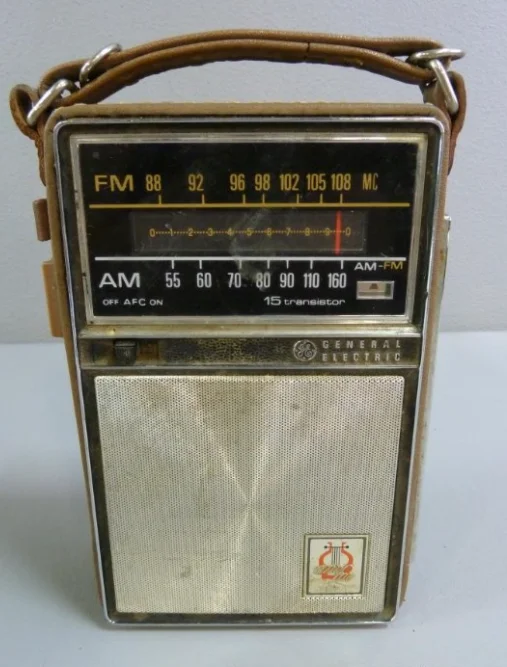 FM 88 92 96 98 102 105 108 MC
0 1 2 3 4 5 6 7 8 9 0
AM 55 60 70 80 90 110 160
AM-FM
A
OFF AFC ON 15 transistor
GENERAL
ELECTRIC